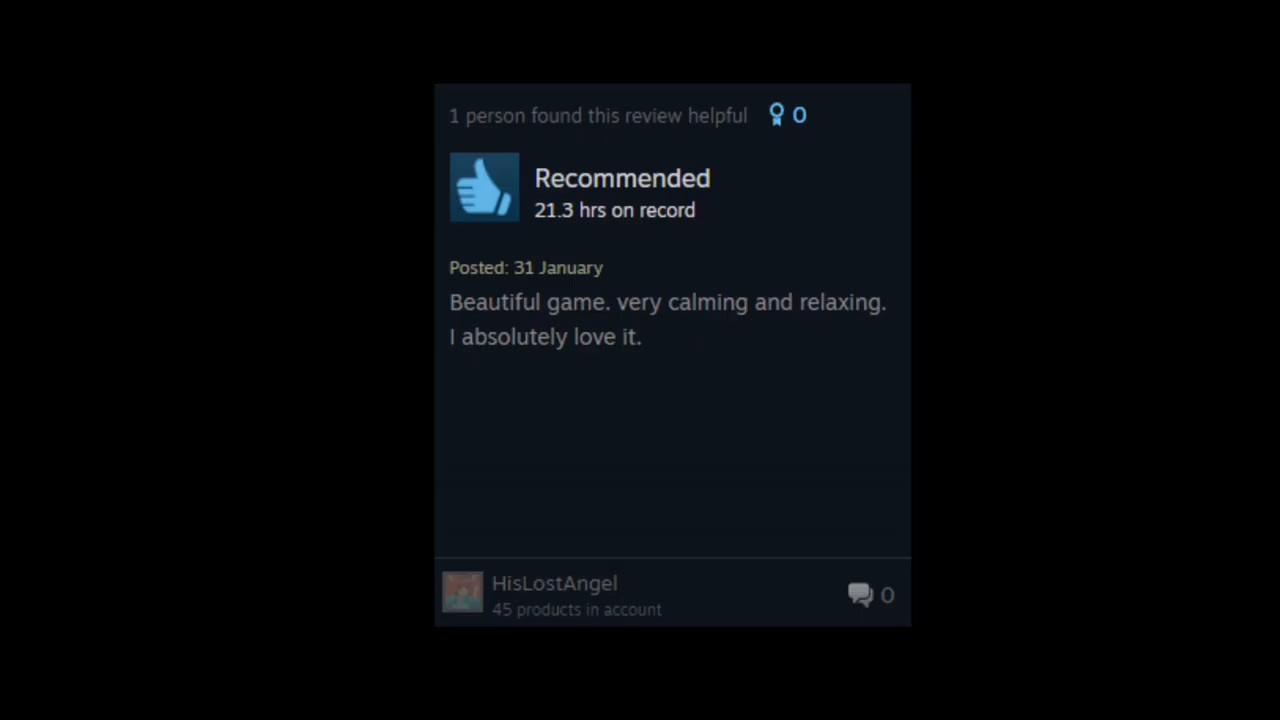 1 person found this review helpful 0
Recommended
21.3 hrs on record
Posted: 31 January
Beautiful game. very calming and relaxing.
I absolutely love it.
HisLostAngel
45 products in account
0